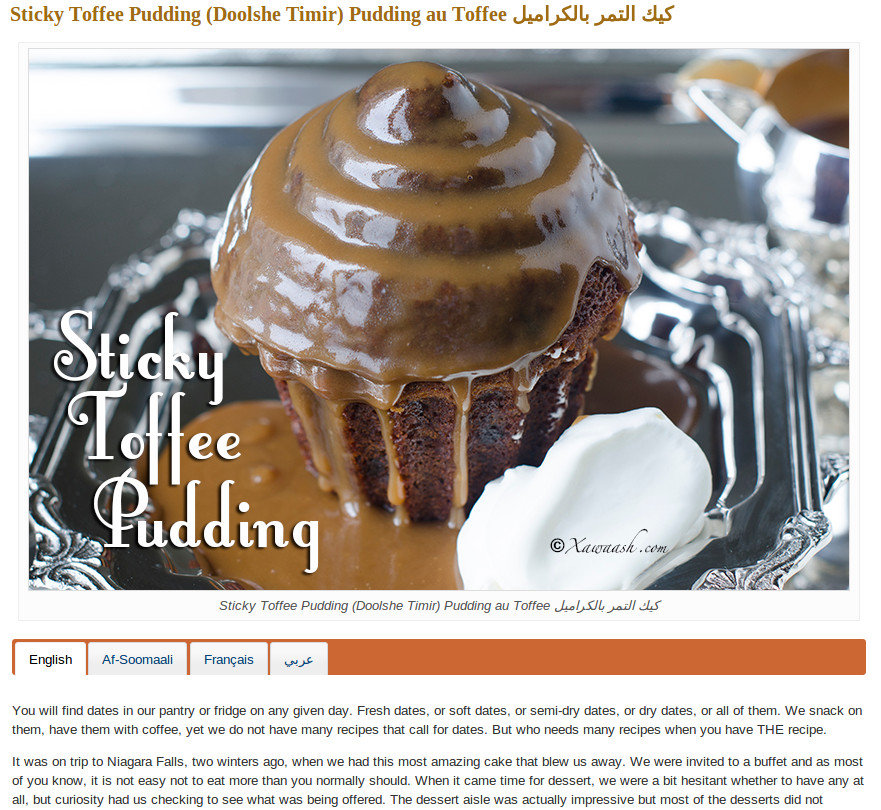 Sticky Toffee Pudding (Doolshe Timir) Pudding au Toffee كيك التمر بالكراميل
Sticky
Toffee
Pudding
©Xawaash.com
Sticky Toffee Pudding (Doolshe Timir) Pudding au Toffee كيك التمر بالكراميل
English Af-Soomaali Français عربي
You will find dates in our pantry or fridge on any given day. Fresh dates, or soft dates, or semi-dry dates, or dry dates, or all of them. We snack on
them, have them with coffee, yet we do not have many recipes that call for dates. But who needs many recipes when you have THE recipe.
It was on trip to Niagara Falls, two winters ago, when we had this most amazing cake that blew us away. We were invited to a buffet and as most
of you know, it is not easy not to eat more than you normally should. When it came time for dessert, we were a bit hesitant whether to have any at
all, but curiosity had us checking to see what was being offered. The dessert aisle was actually impressive but most of the desserts did not